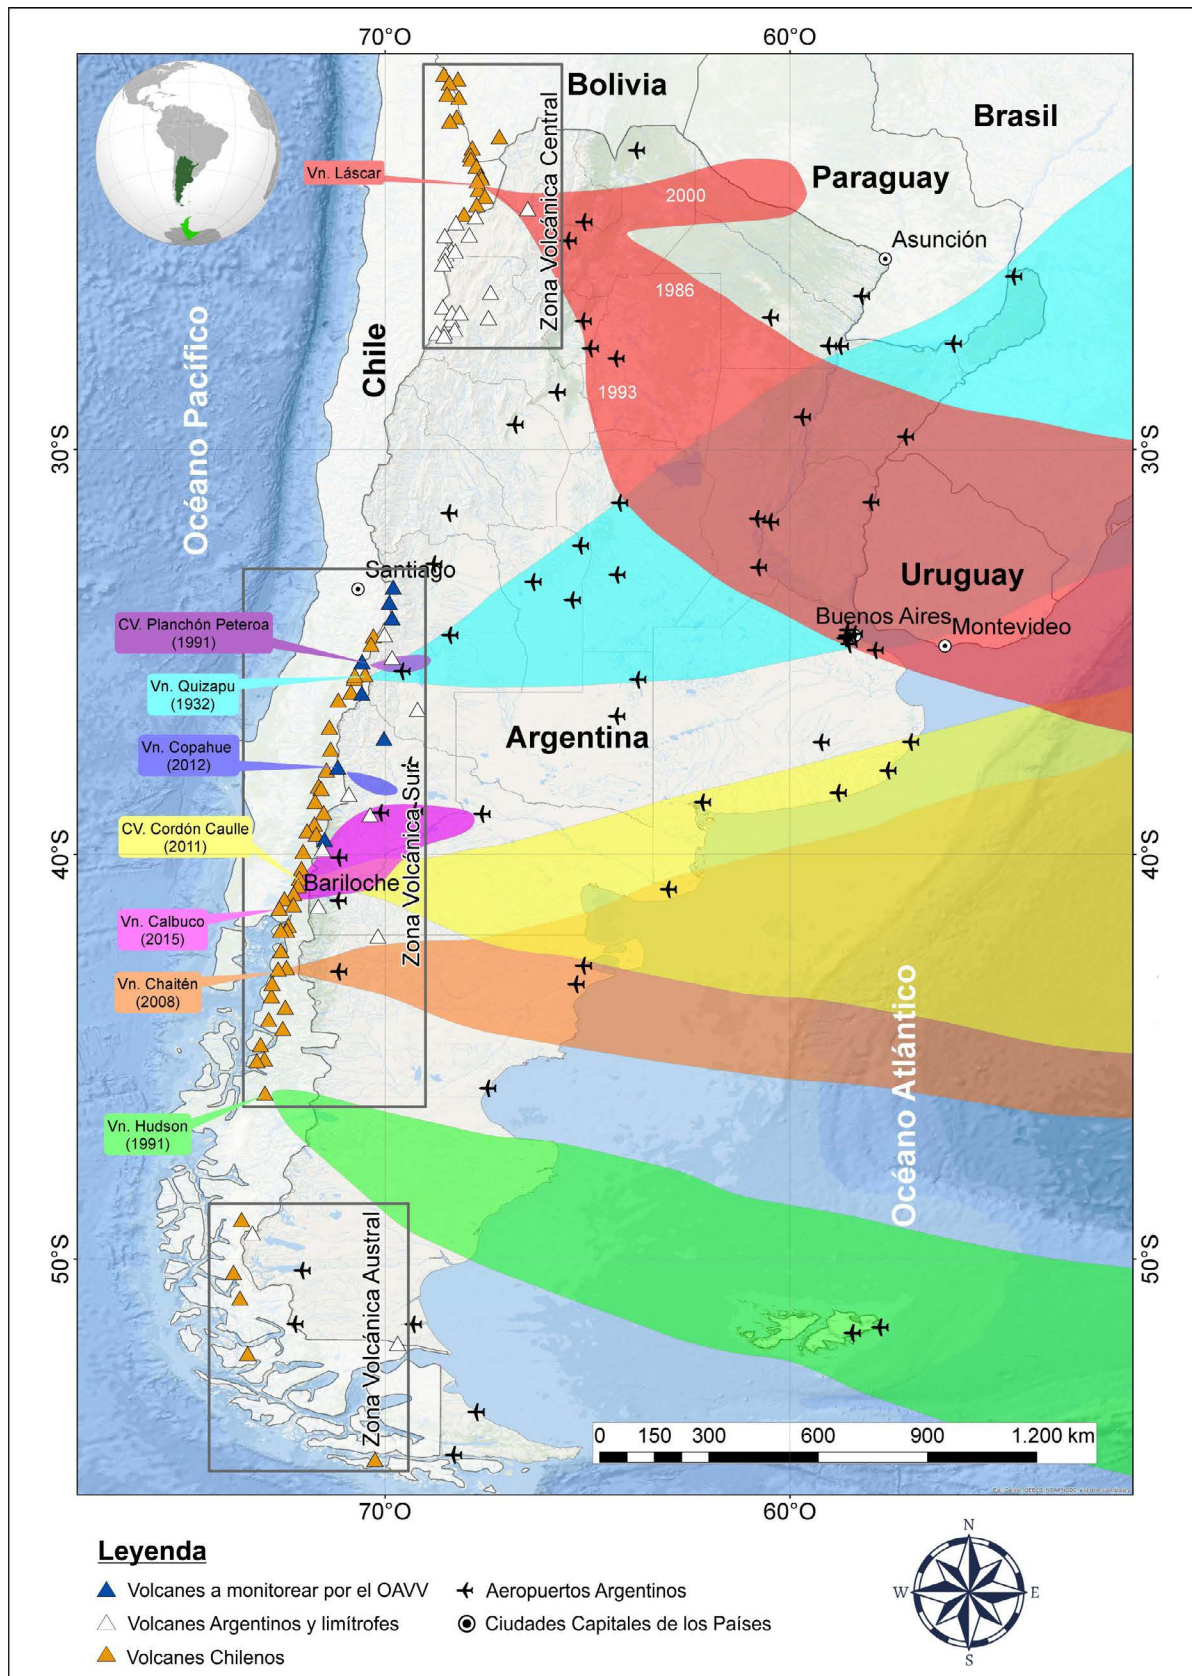 70°O
60°O
Bolivia
Brasil
Zona Volcánica Central
Vn. Láscar
Paraguay
2000
Asunción
1986
Océano Pacífico
Chile
1993
30°S
30°S
Santiago
Uruguay
CV. Planchón Peteroa
(1991)
Buenos Aires
Montevideo
Vn. Quizapu
(1932)
Argentina
Vn. Copahue
(2012)
Zona Volcánica Sur
CV. Cordón Caulle
(2011)
40°S
40°S
Bariloche
Vn. Calbuco
(2015)
Vn. Chaitén
(2008)
Océano Atlántico
Vn. Hudson
(1991)
Zona Volcánica Austral
50°S
50°S
0 150 300 600 900 1.200 km
70°O
60°O
Leyenda
N
Volcanes a monitorear por el OAVV
Aeropuertos Argentinos
W
E
Volcanes Argentinos y limítrofes
Ciudades Capitales de los Países
Volcanes Chilenos
S